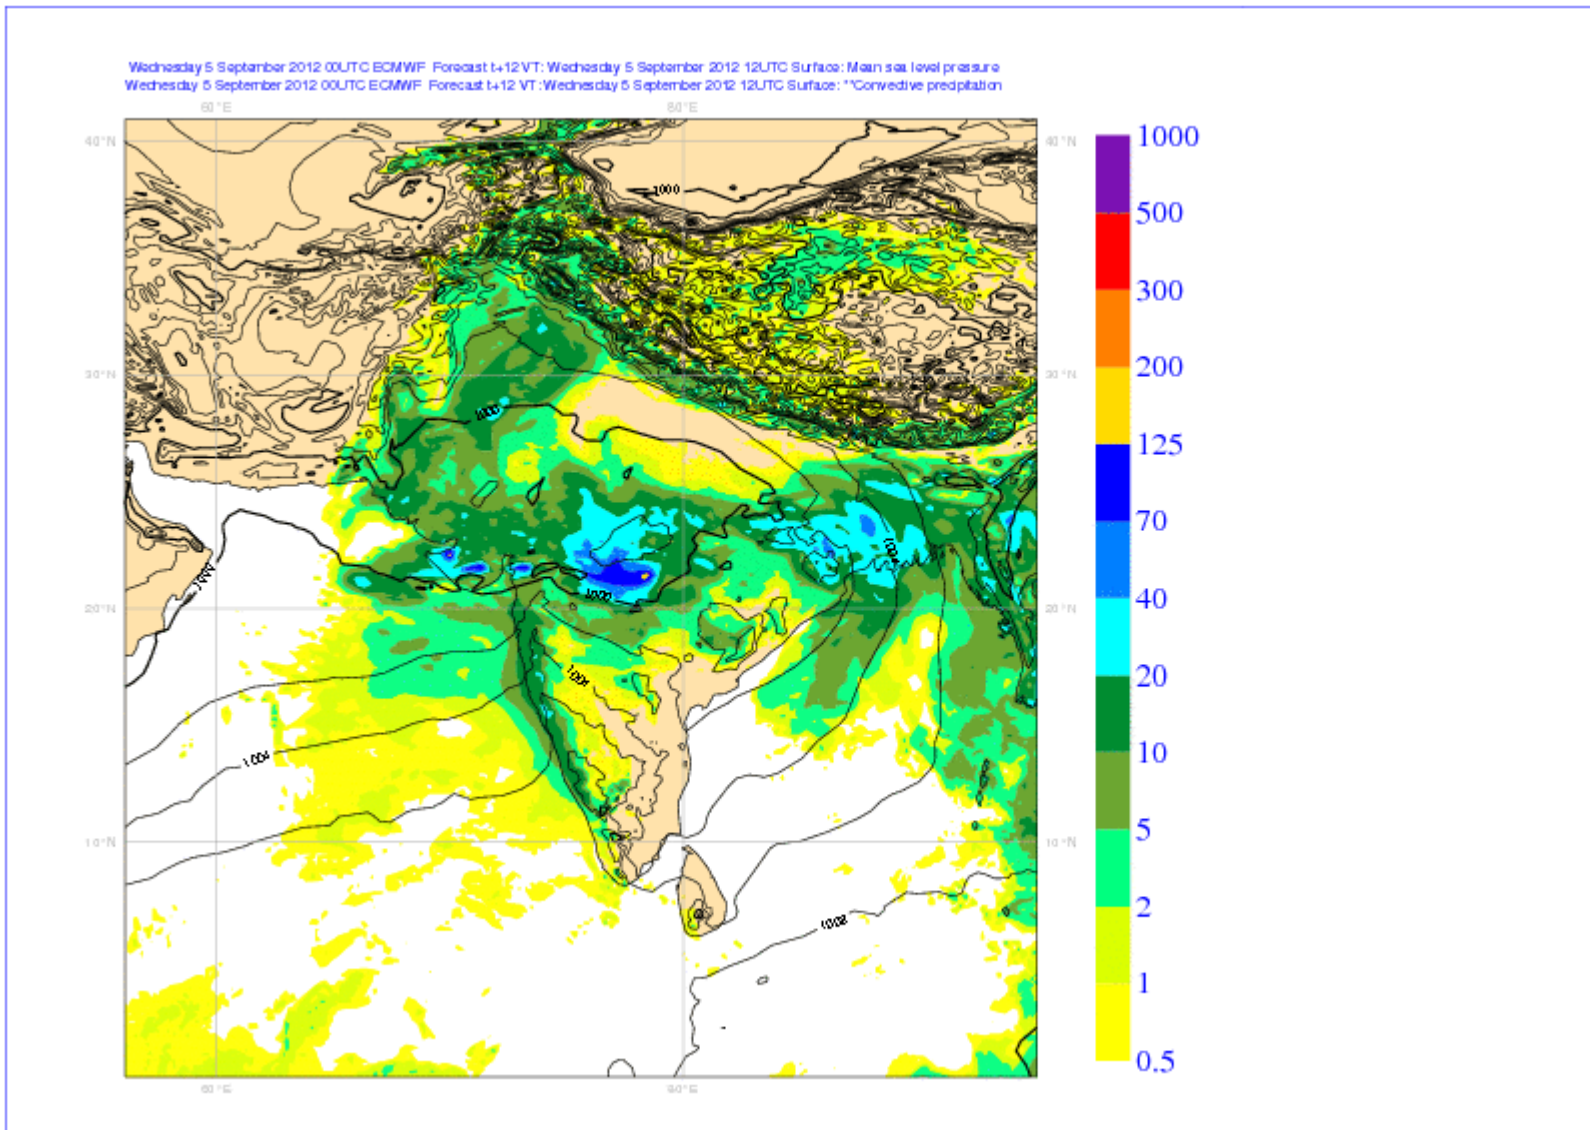 Wednesday 5 September 2012 00UTC ECMWF Forecast t+12 VT: Wednesday 5 September 2012 12UTC Surface: Mean sea level pressure
Wednesday 5 September 2012 00UTC ECMWF Forecast t+12 VT: Wednesday 5 September 2012 12UTC Surface: **Convective precipitation
60°E 80°E
40°N 40°N
1000
1000
500
300
30°N 30°N
200
1000
125
70
1004
40
1000
20°N 20°N
1004
20
1004
10
5
10°N 10°N
2
1008
1
0.5
60°E 80°E